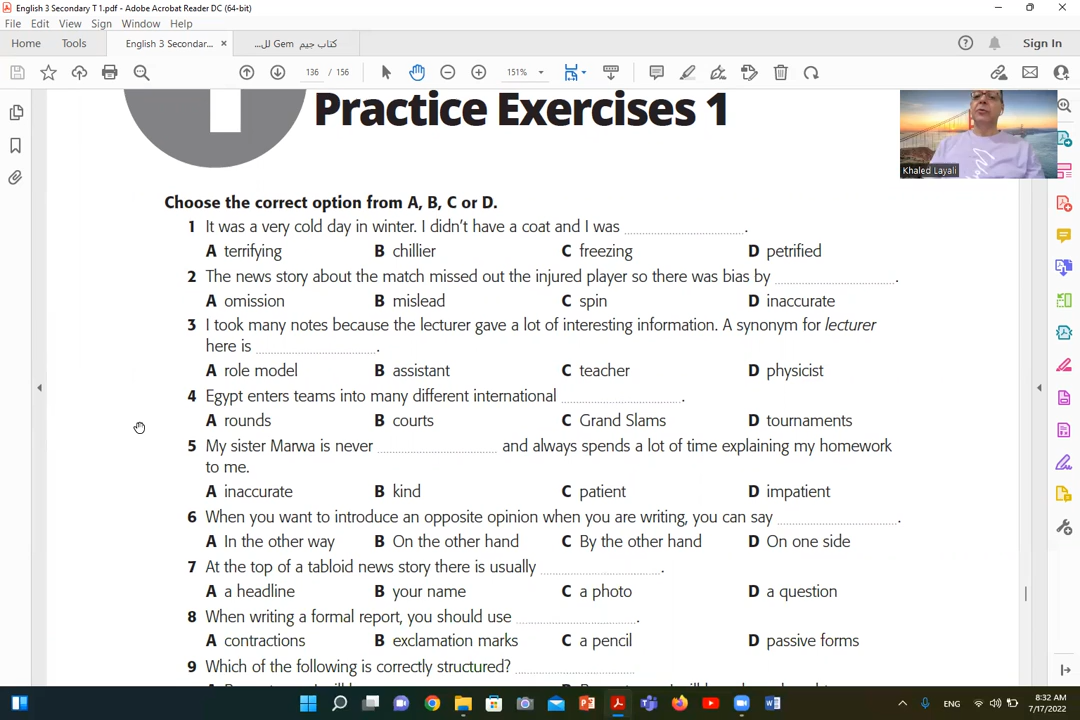 English 3 Secondary T 1.pdf - Adobe Acrobat Reader DC (64-bit)
File Edit View Sign Window Help
Home Tools English 3 Secondar... × كتاب جيم Gem لل... Sign In
136 / 156 151%
Practice Exercises 1
Khaled Layali
Choose the correct option from A, B, C or D.
1 It was a very cold day in winter. I didn't have a coat and I was ..............................
A terrifying B chillier C freezing D petrified
2 The news story about the match missed out the injured player so there was bias by ..............................
A omission B mislead C spin D inaccurate
3 I took many notes because the lecturer gave a lot of interesting information. A synonym for lecturer
here is ..............................
A role model B assistant C teacher D physicist
4 Egypt enters teams into many different international ..............................
A rounds B courts C Grand Slams D tournaments
5 My sister Marwa is never .............................. and always spends a lot of time explaining my homework
to me.
A inaccurate B kind C patient D impatient
6 When you want to introduce an opposite opinion when you are writing, you can say ..............................
A In the other way B On the other hand C By the other hand D On one side
7 At the top of a tabloid news story there is usually ..............................
A a headline B your name C a photo D a question
8 When writing a formal report, you should use ..............................
A contractions B exclamation marks C a pencil D passive forms
9 Which of the following is correctly structured? ..............................
ENG 8:32 AM
7/17/2022